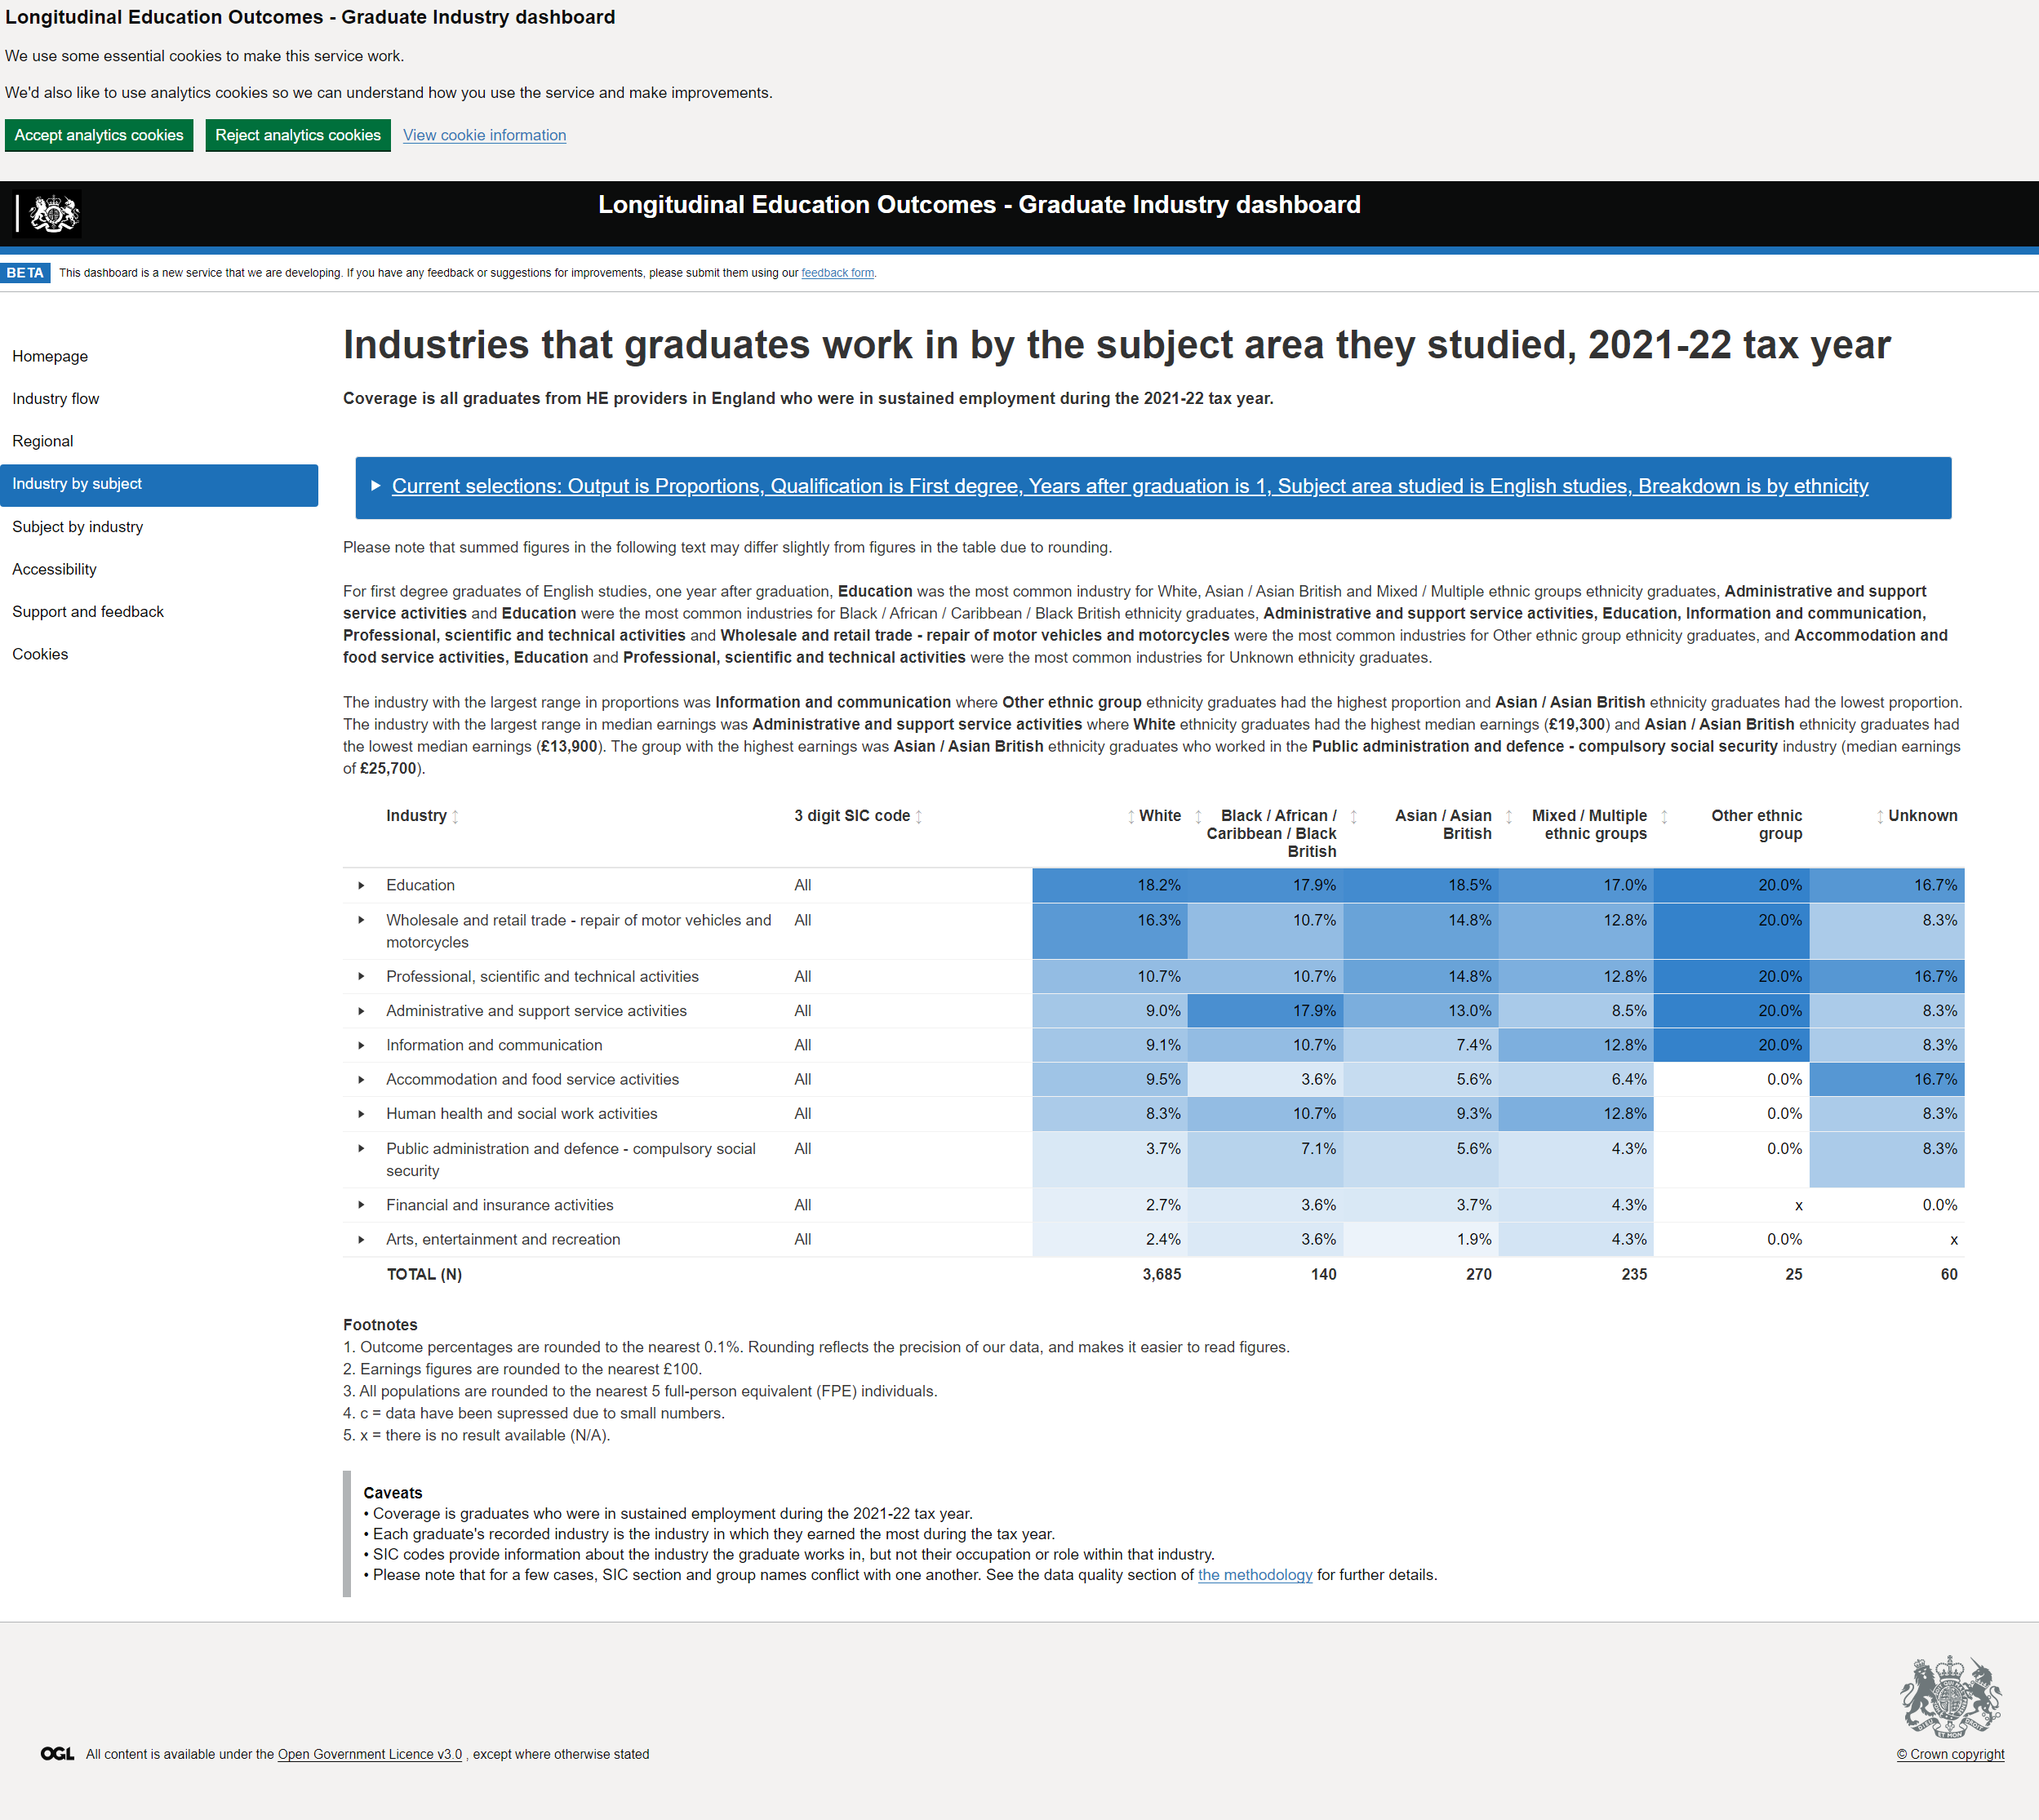 Longitudinal Education Outcomes - Graduate Industry dashboard
We use some essential cookies to make this service work.
We'd also like to use analytics cookies so we can understand how you use the service and make improvements.
Accept analytics cookies Reject analytics cookies View cookie information
Longitudinal Education Outcomes - Graduate Industry dashboard
BETA This dashboard is a new service that we are developing. If you have any feedback or suggestions for improvements, please submit them using our feedback form.
Homepage
Industry flow
Regional
Industry by subject
Subject by industry
Accessibility
Support and feedback
Cookies
Industries that graduates work in by the subject area they studied, 2021-22 tax year
Coverage is all graduates from HE providers in England who were in sustained employment during the 2021-22 tax year.
Current selections: Output is Proportions, Qualification is First degree, Years after graduation is 1, Subject area studied is English studies, Breakdown is by ethnicity
Please note that summed figures in the following text may differ slightly from figures in the table due to rounding.
For first degree graduates of English studies, one year after graduation, Education was the most common industry for White, Asian / Asian British and Mixed / Multiple ethnic groups ethnicity graduates, Administrative and support
service activities and Education were the most common industries for Black / African / Caribbean / Black British ethnicity graduates, Administrative and support service activities, Education, Information and communication,
Professional, scientific and technical activities and Wholesale and retail trade - repair of motor vehicles and motorcycles were the most common industries for Other ethnic group ethnicity graduates, and Accommodation and
food service activities, Education and Professional, scientific and technical activities were the most common industries for Unknown ethnicity graduates.
The industry with the largest range in proportions was Information and communication where Other ethnic group ethnicity graduates had the highest proportion and Asian / Asian British ethnicity graduates had the lowest proportion.
The industry with the largest range in median earnings was Administrative and support service activities where White ethnicity graduates had the highest median earnings (£19,300) and Asian / Asian British ethnicity graduates had
the lowest median earnings (£13,900). The group with the highest earnings was Asian / Asian British ethnicity graduates who worked in the Public administration and defence - compulsory social security industry (median earnings
of £25,700).
Industry 3 digit SIC code White Black / African / Asian / Asian Mixed / Multiple Other ethnic Unknown
Caribbean / Black British ethnic groups group
British
Education All 18.2% 17.9% 18.5% 17.0% 20.0% 16.7%
Wholesale and retail trade - repair of motor vehicles and All 16.3% 10.7% 14.8% 12.8% 20.0% 8.3%
motorcycles
Professional, scientific and technical activities All 10.7% 10.7% 14.8% 12.8% 20.0% 16.7%
Administrative and support service activities All 9.0% 17.9% 13.0% 8.5% 20.0% 8.3%
Information and communication All 9.1% 10.7% 7.4% 12.8% 20.0% 8.3%
Accommodation and food service activities All 9.5% 3.6% 5.6% 6.4% 0.0% 16.7%
Human health and social work activities All 8.3% 10.7% 9.3% 12.8% 0.0% 8.3%
Public administration and defence - compulsory social All 3.7% 7.1% 5.6% 4.3% 0.0% 8.3%
security
Financial and insurance activities All 2.7% 3.6% 3.7% 4.3% x 0.0%
Arts, entertainment and recreation All 2.4% 3.6% 1.9% 4.3% 0.0% x
TOTAL (N) 3,685 140 270 235 25 60
Footnotes
1. Outcome percentages are rounded to the nearest 0.1%. Rounding reflects the precision of our data, and makes it easier to read figures.
2. Earnings figures are rounded to the nearest £100.
3. All populations are rounded to the nearest 5 full-person equivalent (FPE) individuals.
4. c = data have been supressed due to small numbers.
5. x = there is no result available (N/A).
Caveats
• Coverage is graduates who were in sustained employment during the 2021-22 tax year.
• Each graduate's recorded industry is the industry in which they earned the most during the tax year.
• SIC codes provide information about the industry the graduate works in, but not their occupation or role within that industry.
• Please note that for a few cases, SIC section and group names conflict with one another. See the data quality section of the methodology for further details.
OGL All content is available under the Open Government Licence v3.0 , except where otherwise stated
© Crown copyright